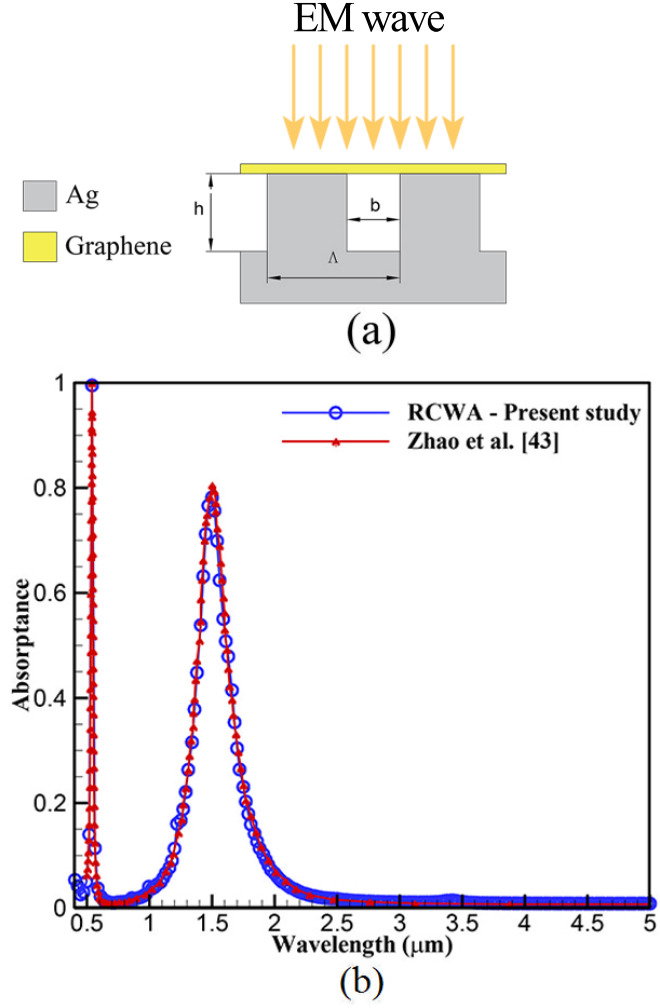 EM wave
Ag
Graphene
h
b
Λ
(a)
1
0.8
0.6
0.4
0.2
0
Absorptance
RCWA - Present study
Zhao et al. [43]
0.5 1 1.5 2 2.5 3 3.5 4 4.5 5
Wavelength (μm)
(b)